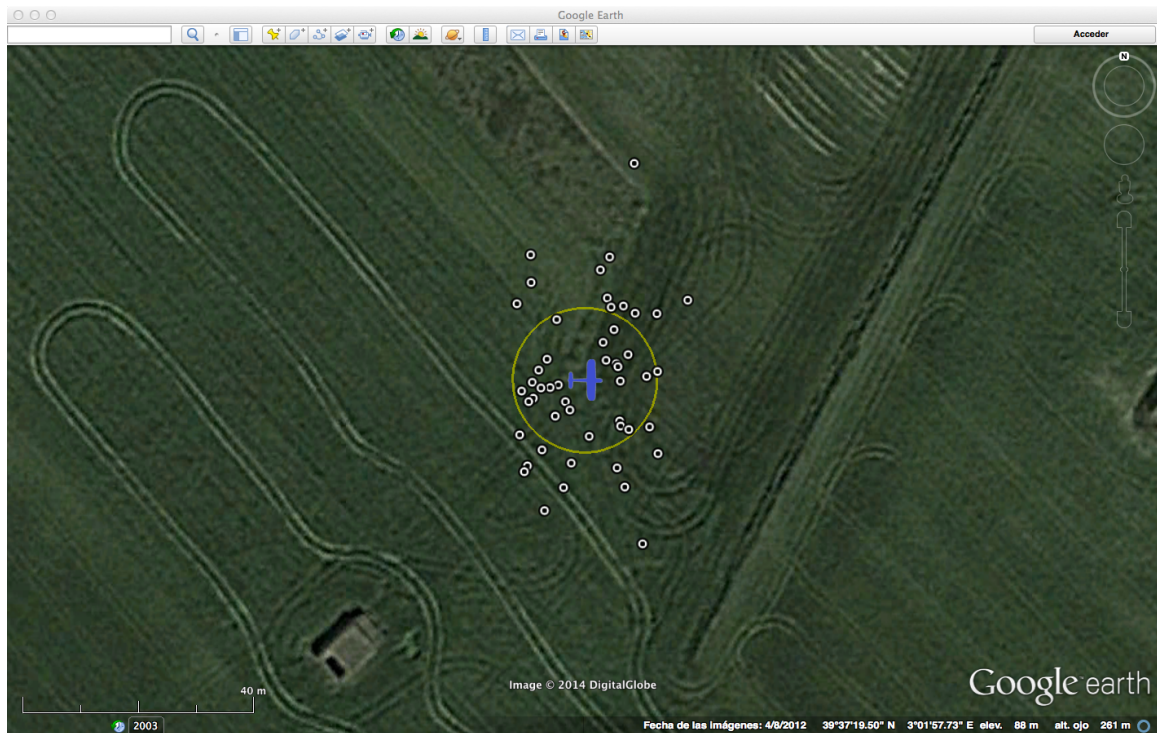 Google Earth
Acceder
N
40 m
Image © 2014 DigitalGlobe
Google earth
2003
Fecha de las imágenes: 4/8/2012 39°37'19.50" N 3°01'57.73" E elev. 88 m alt. ojo 261 m